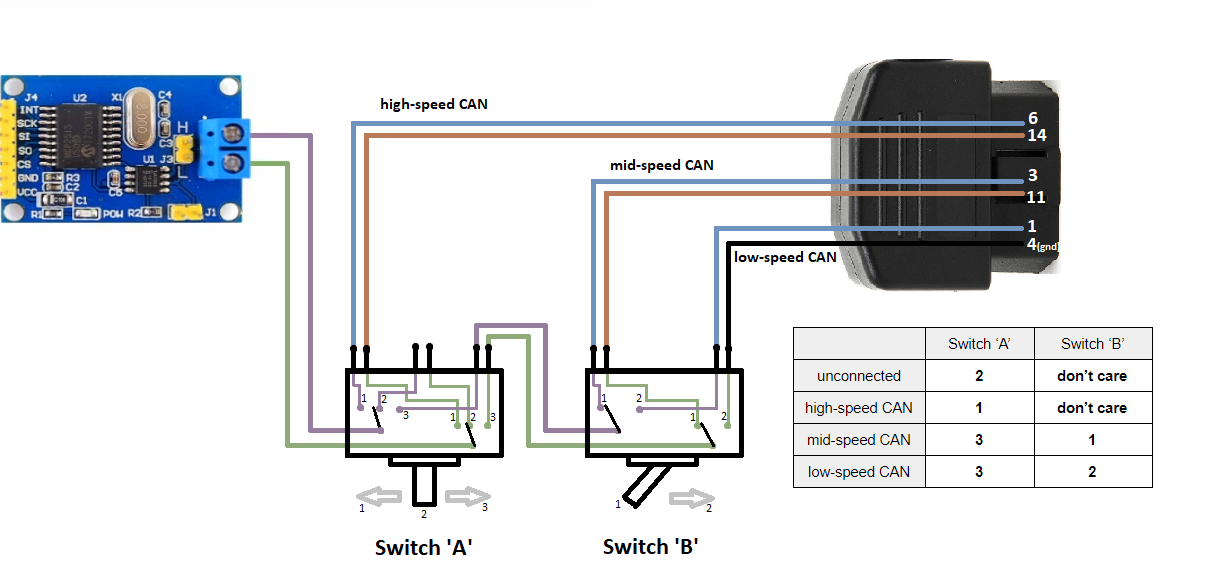 high-speed CAN
mid-speed CAN
low-speed CAN
6
14
3
11
1
4(gnd)
J4
U2
X1
C4
INT
SCK
SI
SO
CS
GND
VCC
H
C3
J3
L
U1
C5
R3
C2
C1
R1
POW
R2
J1
1
2
3
1
2
3
1
2
1
2
1
2
3
1
2
Switch 'A'
Switch 'B'
Switch ‘A’ Switch ‘B’
unconnected 2 don’t care
high-speed CAN 1 don’t care
mid-speed CAN 3 1
low-speed CAN 3 2